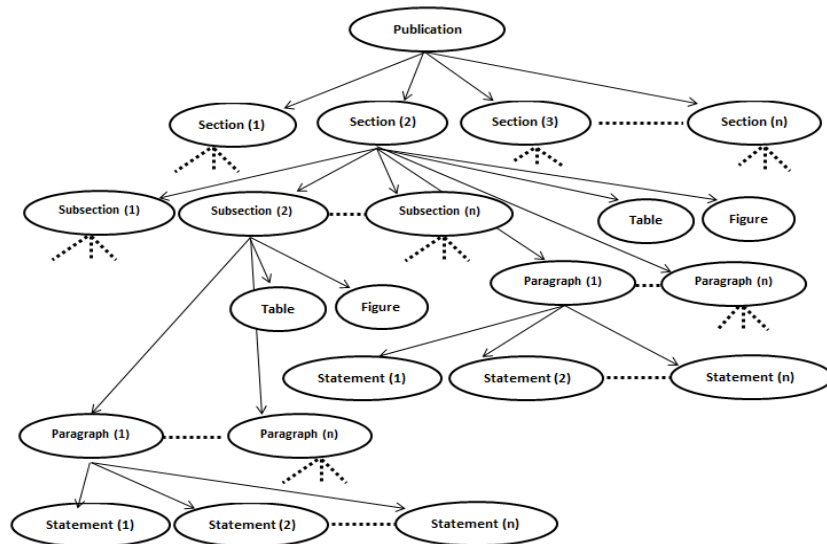 Publication
Section (1)
Section (2)
Section (3)
Section (n)
Subsection (1)
Subsection (2)
Subsection (n)
Table
Figure
Paragraph (1)
Paragraph (n)
Table
Figure
Statement (1)
Statement (2)
Statement (n)
Paragraph (1)
Paragraph (n)
Statement (1)
Statement (2)
Statement (n)